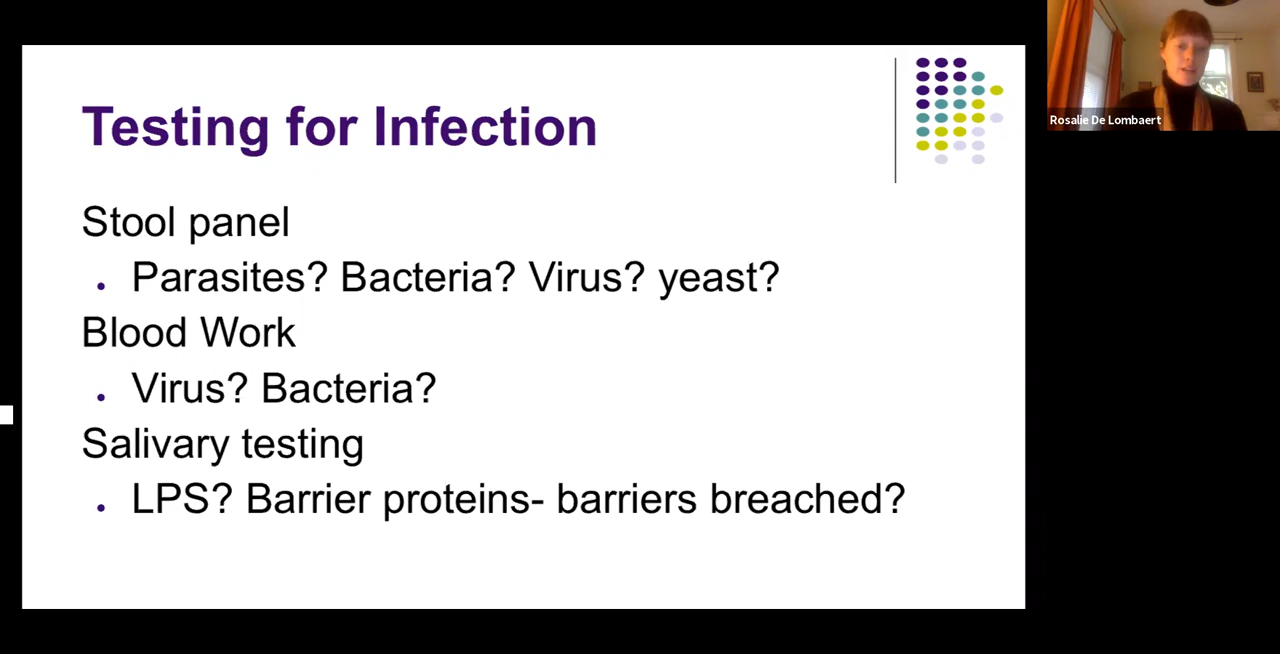 Testing for Infection
Stool panel
. Parasites? Bacteria? Virus? yeast?
Blood Work
. Virus? Bacteria?
Salivary testing
. LPS? Barrier proteins- barriers breached?
Rosalie De Lombaert